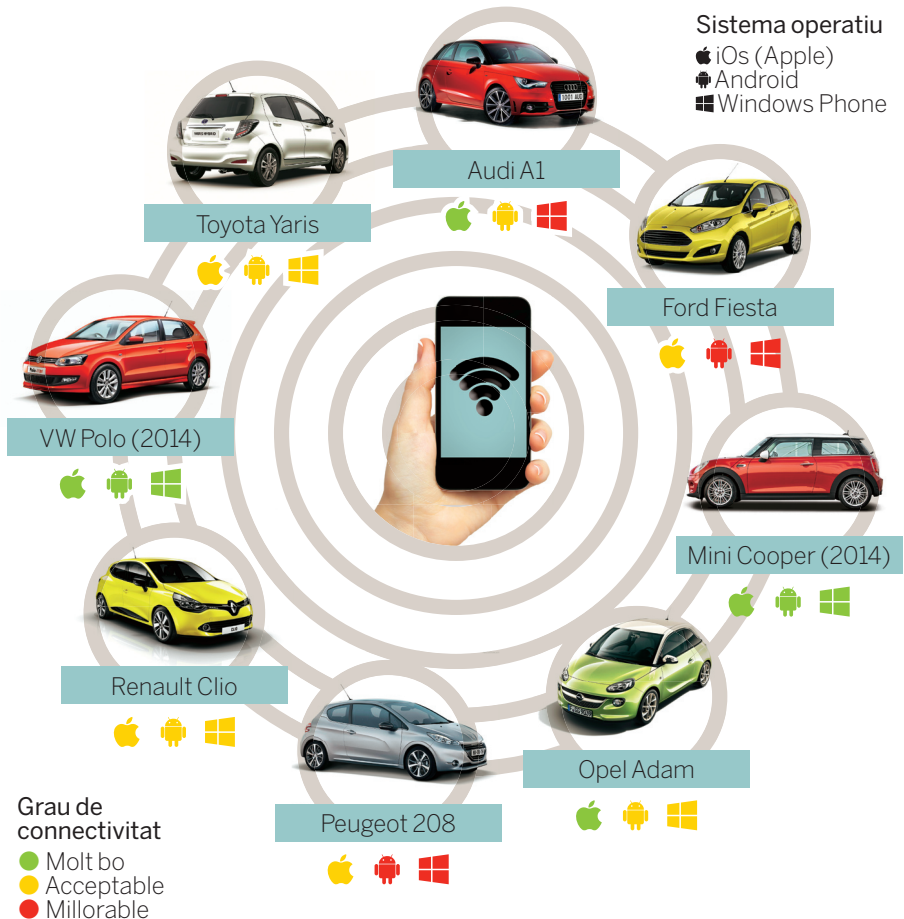 Sistema operatiu
iOs (Apple)
Android
Windows Phone
Audi A1
Toyota Yaris
Ford Fiesta
VW Polo (2014)
Mini Cooper (2014)
Renault Clio
Opel Adam
Peugeot 208
Grau de
connectivitat
Molt bo
Acceptable
Millorable